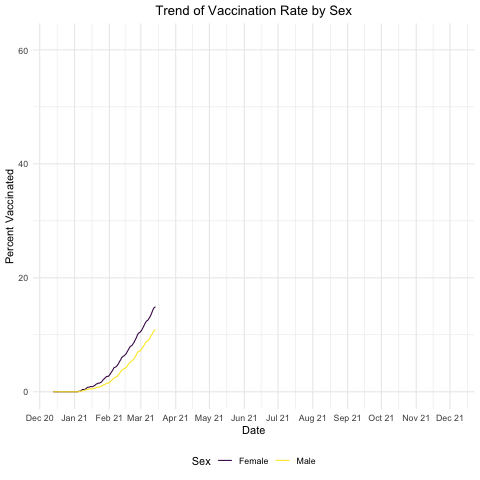 Trend of Vaccination Rate by Sex
Percent Vaccinated
60
40
20
0
Dec 20 Jan 21 Feb 21 Mar 21 Apr 21 May 21 Jun 21 Jul 21 Aug 21 Sep 21 Oct 21 Nov 21 Dec 21
Date
Sex Female Male